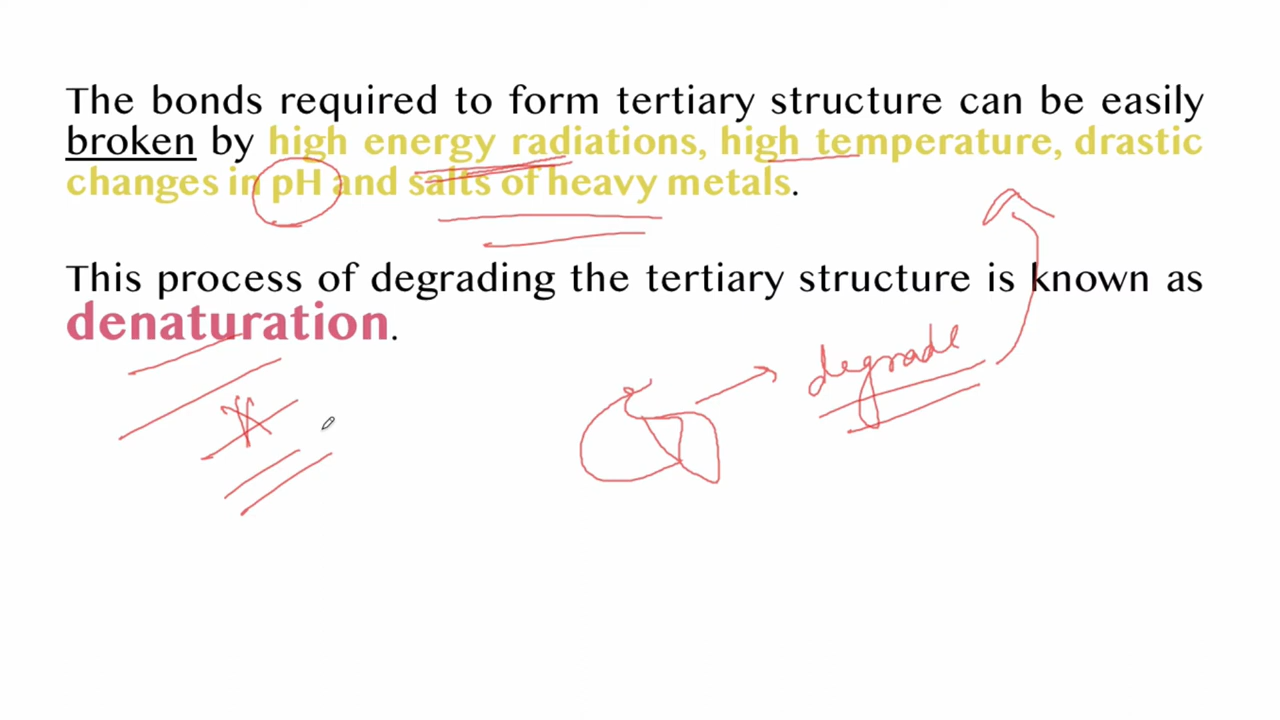 The bonds required to form tertiary structure can be easily
broken by high energy radiations, high temperature, drastic
changes in pH and salts of heavy metals.
This process of degrading the tertiary structure is known as
denaturation.
degrade